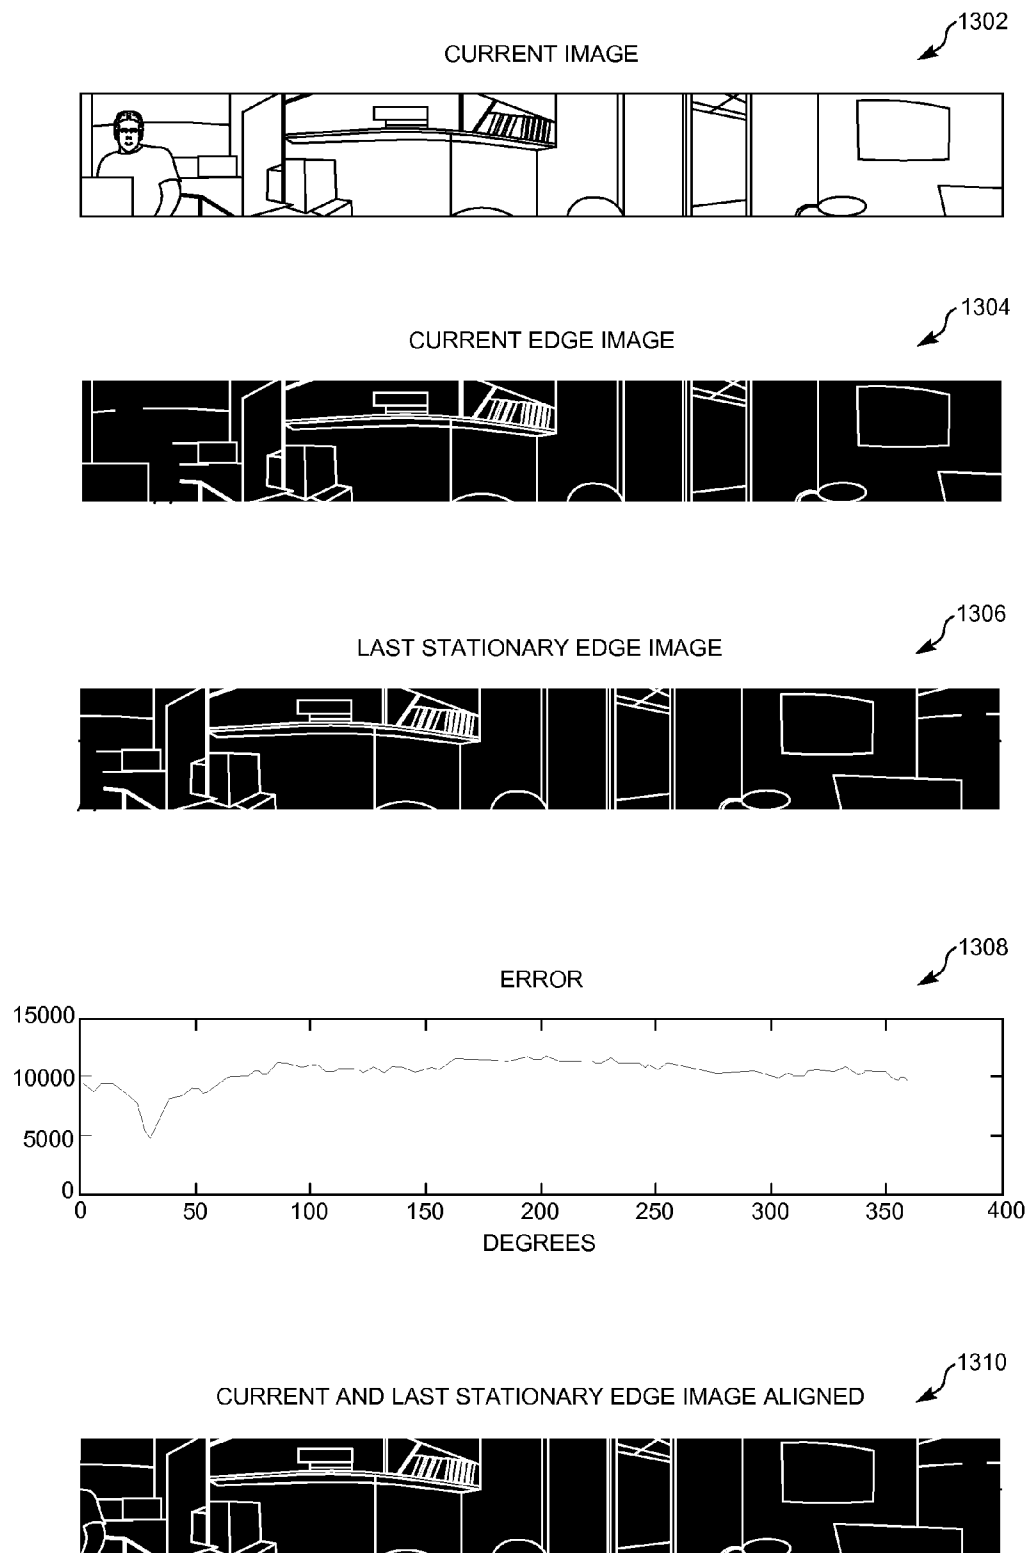 1302
CURRENT IMAGE
1304
CURRENT EDGE IMAGE
1306
LAST STATIONARY EDGE IMAGE
1308
ERROR
15000
10000
5000
0
0 50 100 150 200 250 300 350 400
DEGREES
1310
CURRENT AND LAST STATIONARY EDGE IMAGE ALIGNED